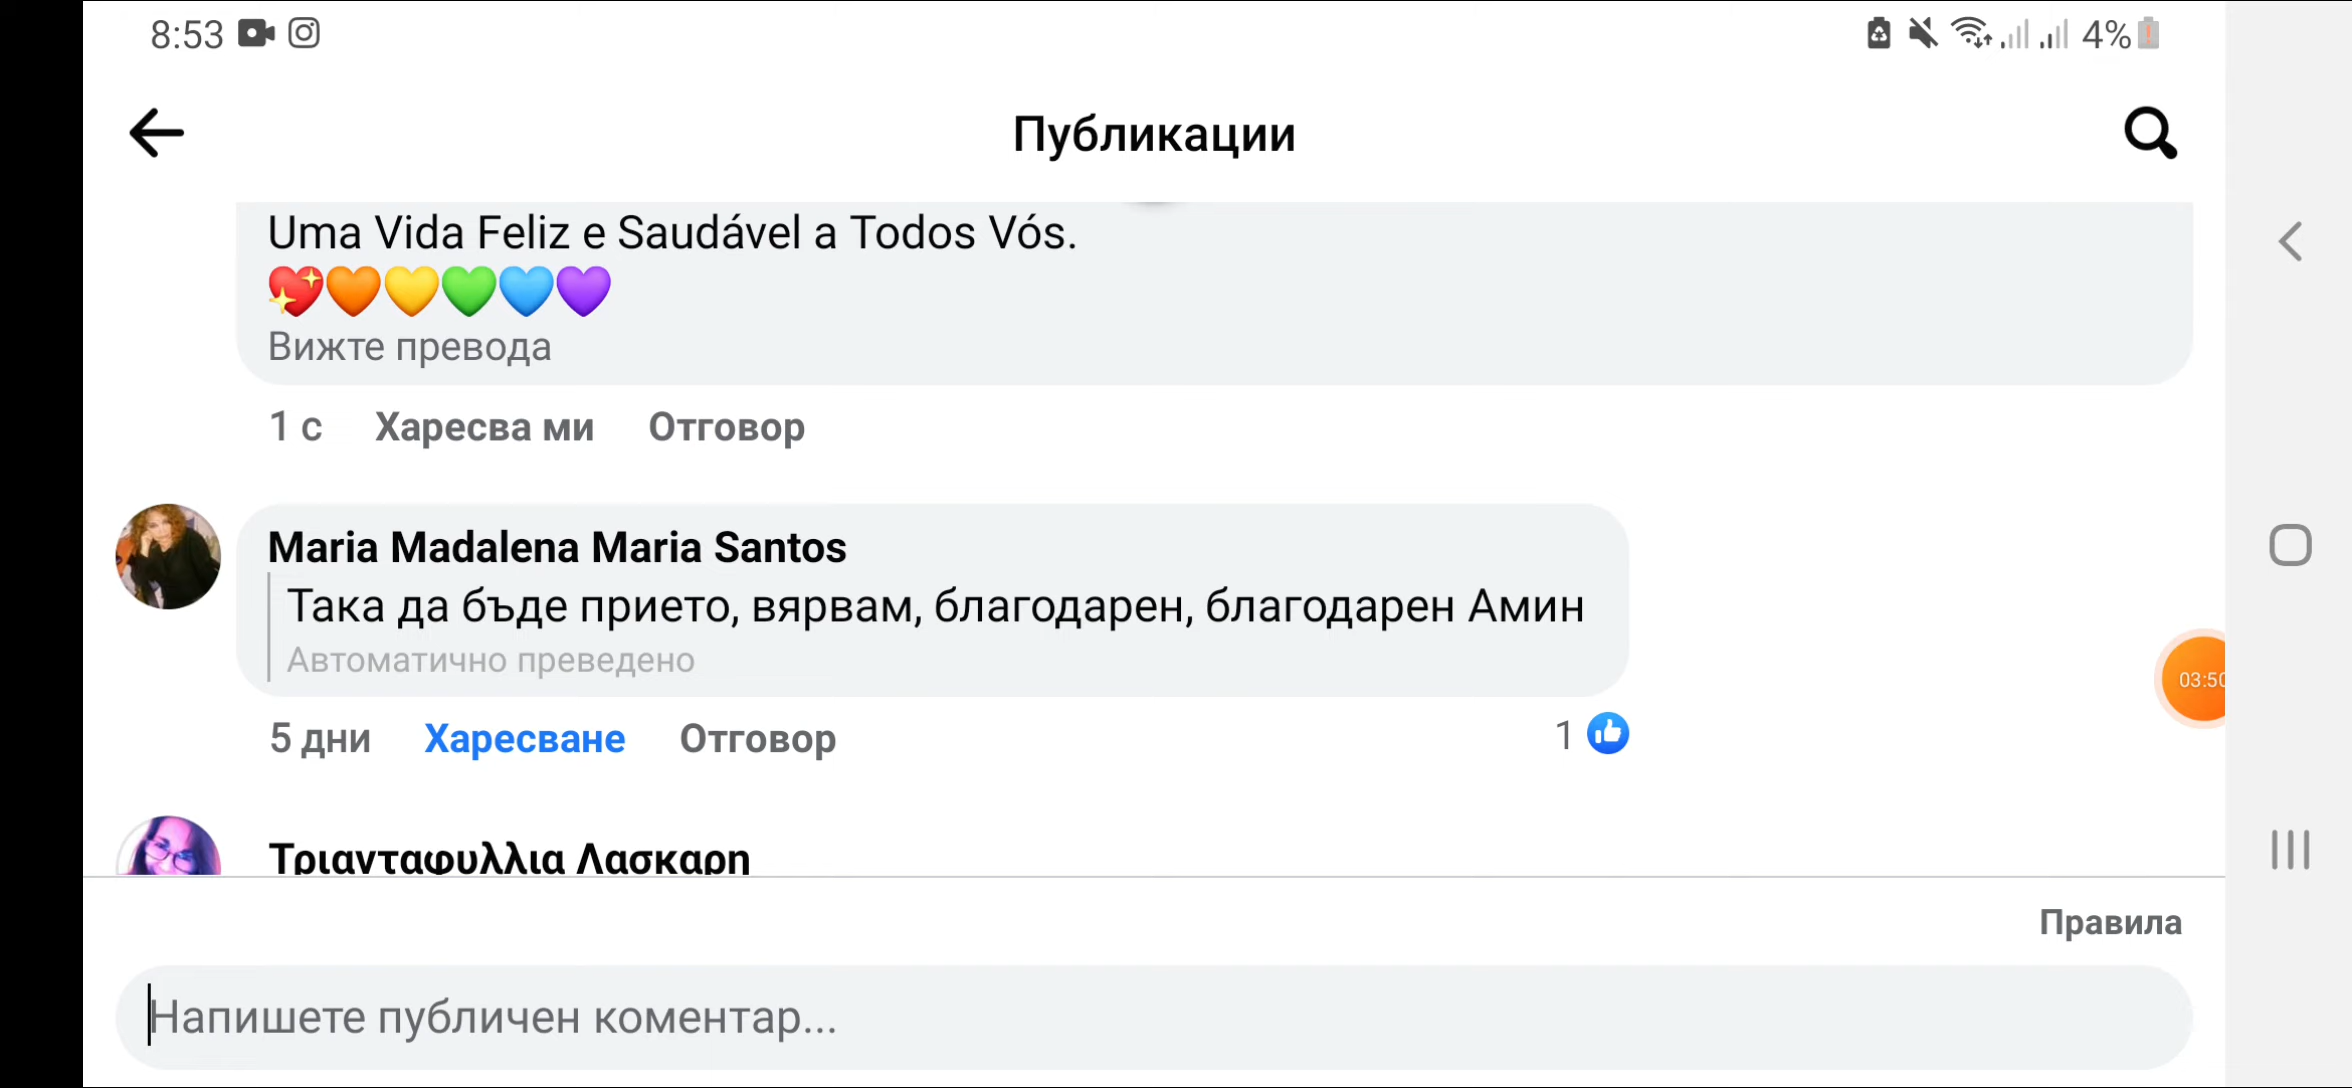 8:53
4%
Публикации
Uma Vida Feliz e Saudável a Todos Vós.
💖🧡💛💚💙💜
Вижте превода
1 с Харесва ми Отговор
Maria Madalena Maria Santos
Така да бъде прието, вярвам, благодарен, благодарен Амин
Автоматично преведено
03:50
5 дни Харесване Отговор 1
Τριανταφυλλια Λασκαρη
Правила
Напишете публичен коментар...